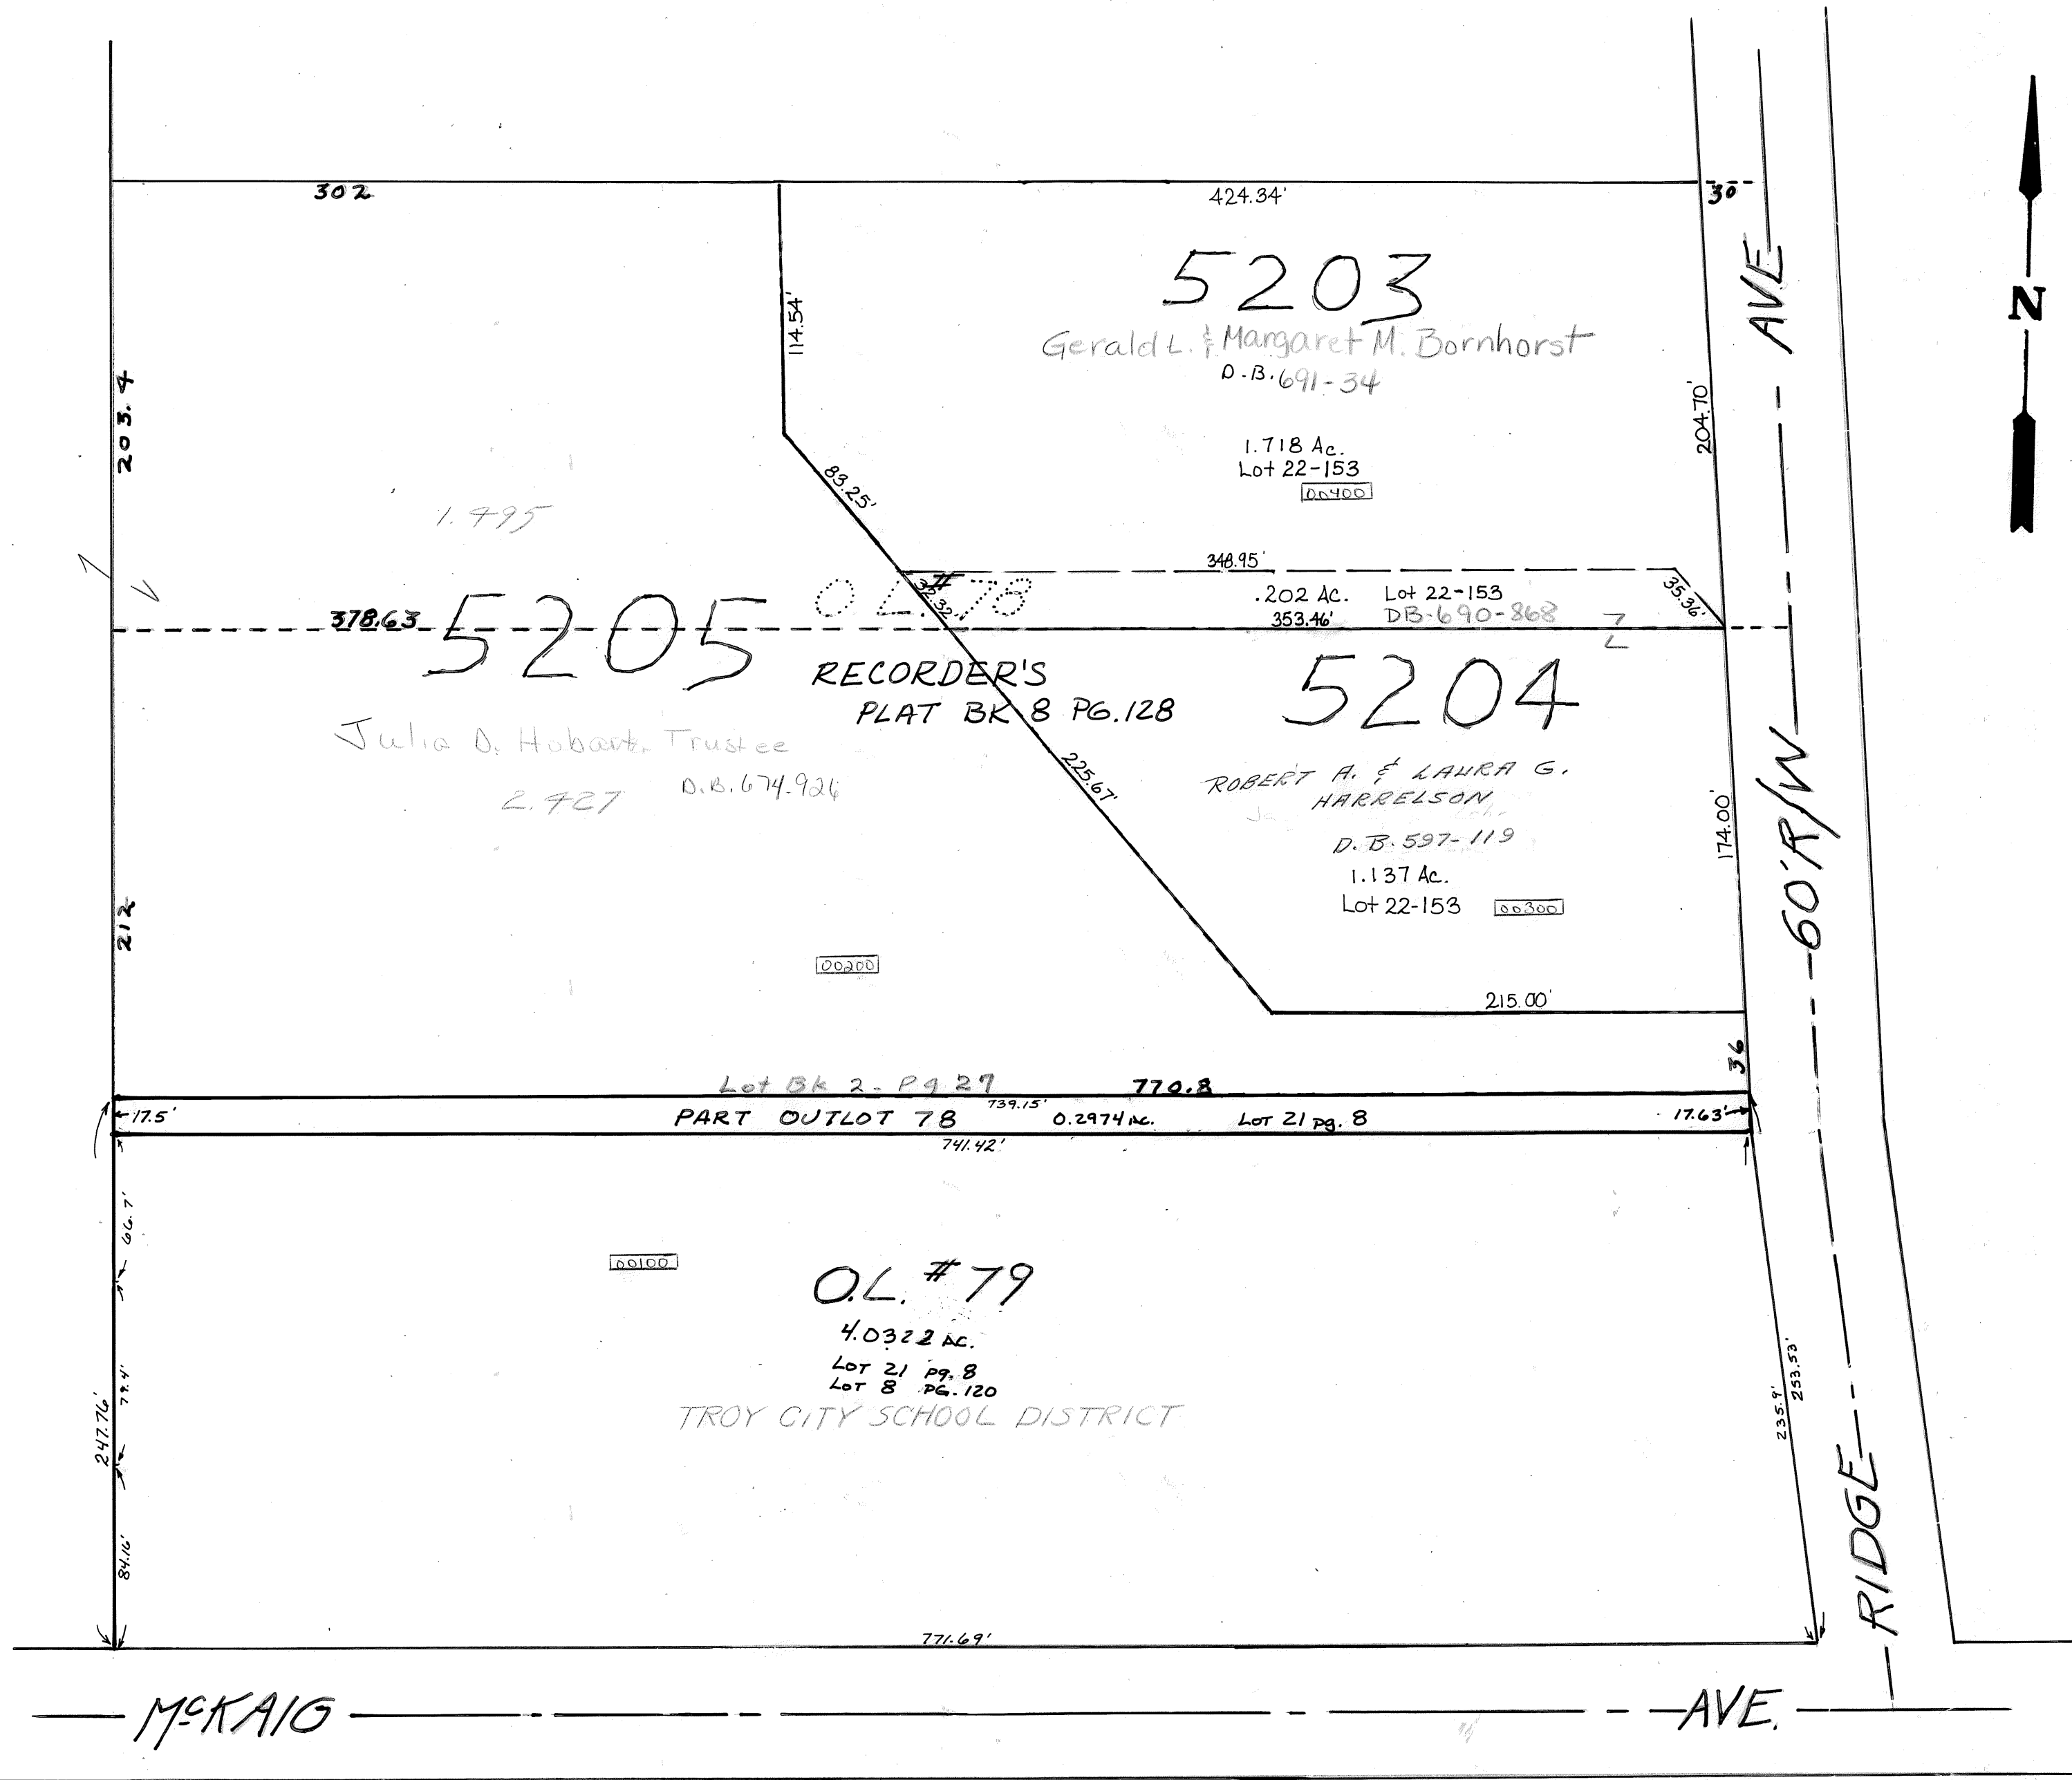 302
424.34'
30
N
AVE
5203
Gerald L. & Margaret M. Bornhorst
D.B. 691-34
114.54'
203.4
204.70'
1.718 Ac.
Lot 22-153
00400
83.25'
1.495
348.95'
35.36'
O.L. # 78
32.32'
.202 Ac. Lot 22-153
378.63
353.46'
DB-690-868
5205
RECORDER'S
PLAT BK 8 PG.128
5204
Julia D. Hobart, Trustee
D.B. 674-926
2.427
225.67'
ROBERT A. & LAURA G.
HARRELSON
D.B. 597-119
1.137 Ac.
Lot 22-153
00300
174.00'
60' R/W
212
00200
215.00'
36
Lot Bk 2 - Pg 27
770.8
739.15'
17.5'
PART OUTLOT 78
0.2974 Ac.
LOT 21 pg. 8
17.63'
741.42'
66.7'
00100
O.L. # 79
4.0322 AC.
LOT 21 pg. 8
LOT 8 PG. 120
TROY CITY SCHOOL DISTRICT
79.4'
247.76'
84.16'
235.9'
253.53'
RIDGE
771.69'
McKAIG
AVE.